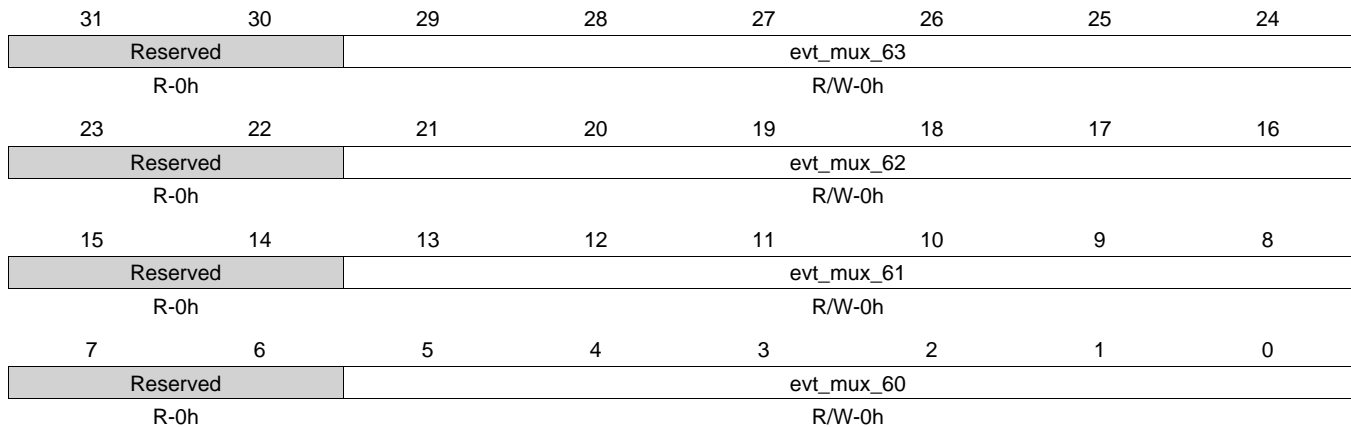 31 30 29 28 27 26 25 24
Reserved evt_mux_63
R-0h R/W-0h
23 22 21 20 19 18 17 16
Reserved evt_mux_62
R-0h R/W-0h
15 14 13 12 11 10 9 8
Reserved evt_mux_61
R-0h R/W-0h
7 6 5 4 3 2 1 0
Reserved evt_mux_60
R-0h R/W-0h